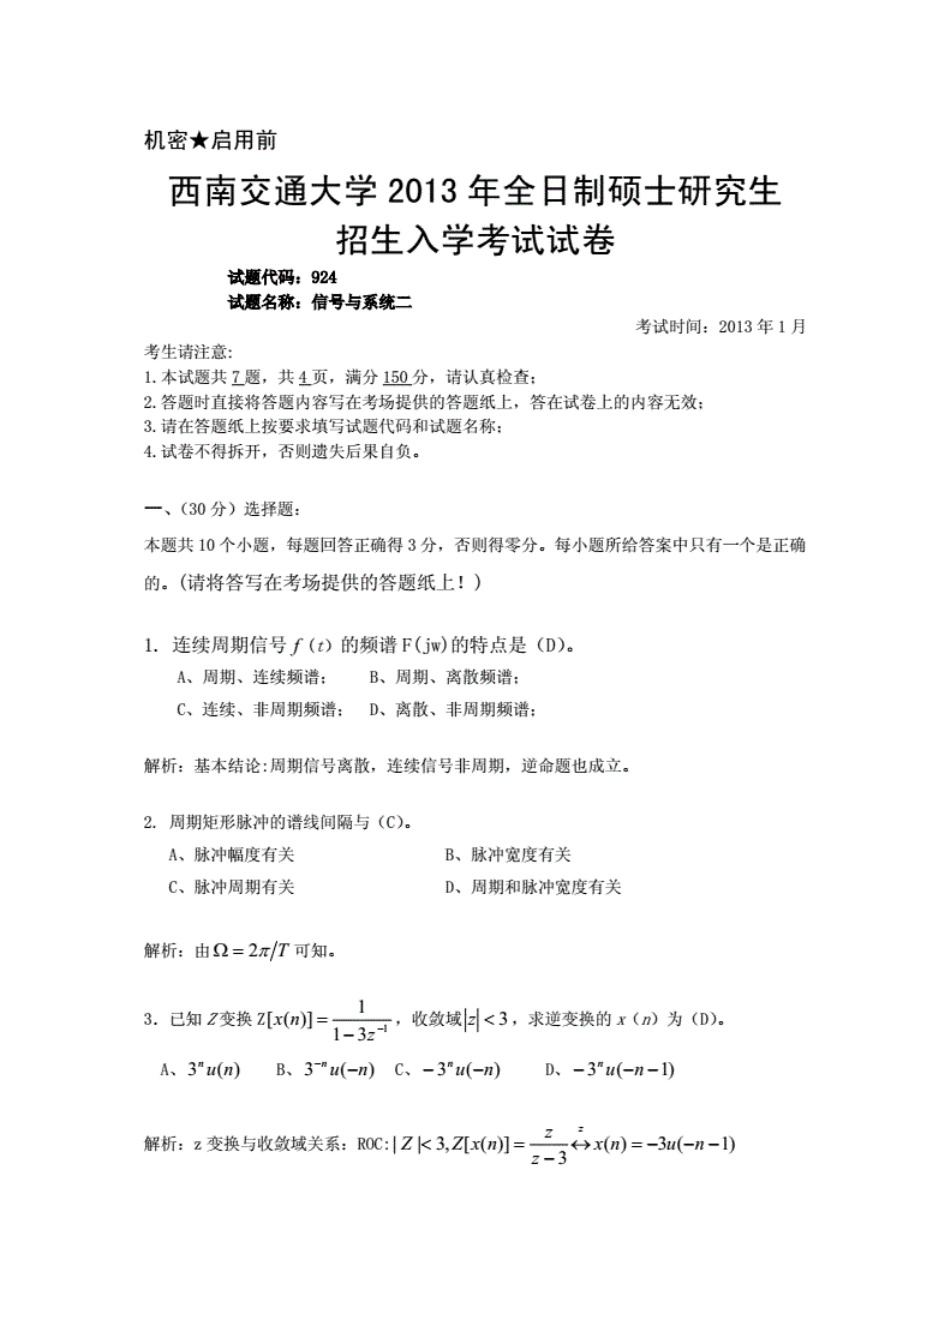 机密★启用前
西南交通大学 2013 年全日制硕士研究生
招生入学考试试卷
试题代码：924
试题名称：信号与系统二
考试时间：2013 年 1 月
考生请注意:
1.本试题共 7 题，共 4 页，满分 150 分，请认真检查；
2.答题时直接将答题内容写在考场提供的答题纸上，答在试卷上的内容无效；
3.请在答题纸上按要求填写试题代码和试题名称；
4.试卷不得拆开，否则遗失后果自负。
一、（30 分）选择题：
本题共 10 个小题，每题回答正确得 3 分，否则得零分。每小题所给答案中只有一个是正确
的。(请将答写在考场提供的答题纸上！)
1. 连续周期信号 f（t）的频谱 F(jw)的特点是（D）。
A、周期、连续频谱； B、周期、离散频谱；
C、连续、非周期频谱； D、离散、非周期频谱；
解析：基本结论:周期信号离散，连续信号非周期，逆命题也成立。
2. 周期矩形脉冲的谱线间隔与（C）。
A、脉冲幅度有关 B、脉冲宽度有关
C、脉冲周期有关 D、周期和脉冲宽度有关
解析：由 Ω = 2π/T 可知。
3．已知 Z 变换 Z[x(n)] = 1/(1−3z⁻¹)，收敛域|z| < 3，求逆变换的 x（n）为（D）。
A、3ⁿu(n) B、3⁻ⁿu(−n) C、−3ⁿu(−n) D、−3ⁿu(−n−1)
解析：z 变换与收敛域关系：ROC:| Z |< 3, Z[x(n)] = z/(z−3) ↔ᶻ x(n) = −3u(−n−1)